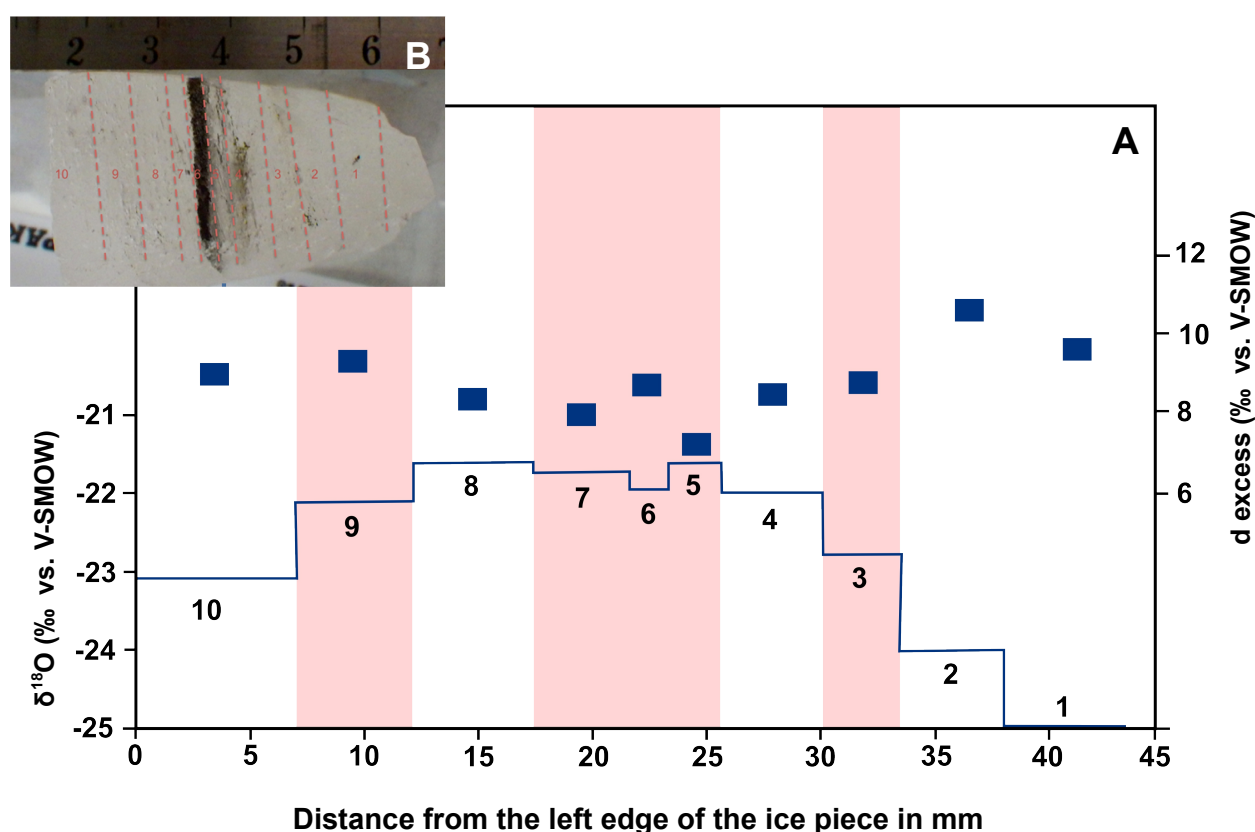 2 3 4 5 6
B
10 9 8 7 6 3 2 1
PAR
A
12
10
8
6
d excess (‰ vs. V-SMOW)
-21
-22
-23
-24
-25
δ¹⁸O (‰ vs. V-SMOW)
10
9
8
7
6
5
4
3
2
1
0 5 10 15 20 25 30 35 40 45
Distance from the left edge of the ice piece in mm